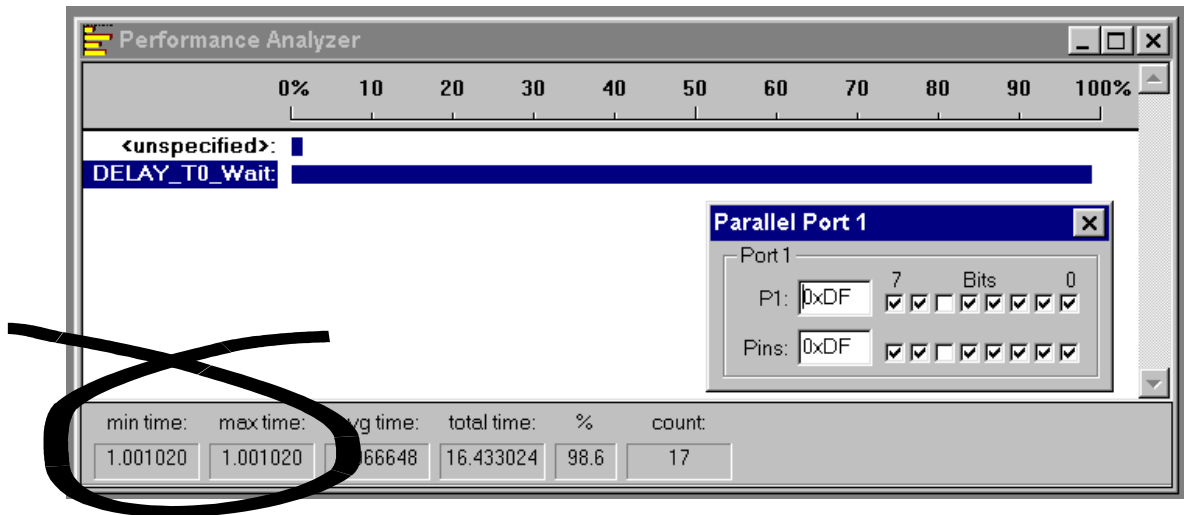 Performance Analyzer
0% 10 20 30 40 50 60 70 80 90 100%
<unspecified>:
DELAY_T0_Wait:
Parallel Port 1
Port 1
7 Bits 0
P1: 0xDF
Pins: 0xDF
min time: max time: time: total time: % count:
1.001020 1.001020 16.433024 98.6 17